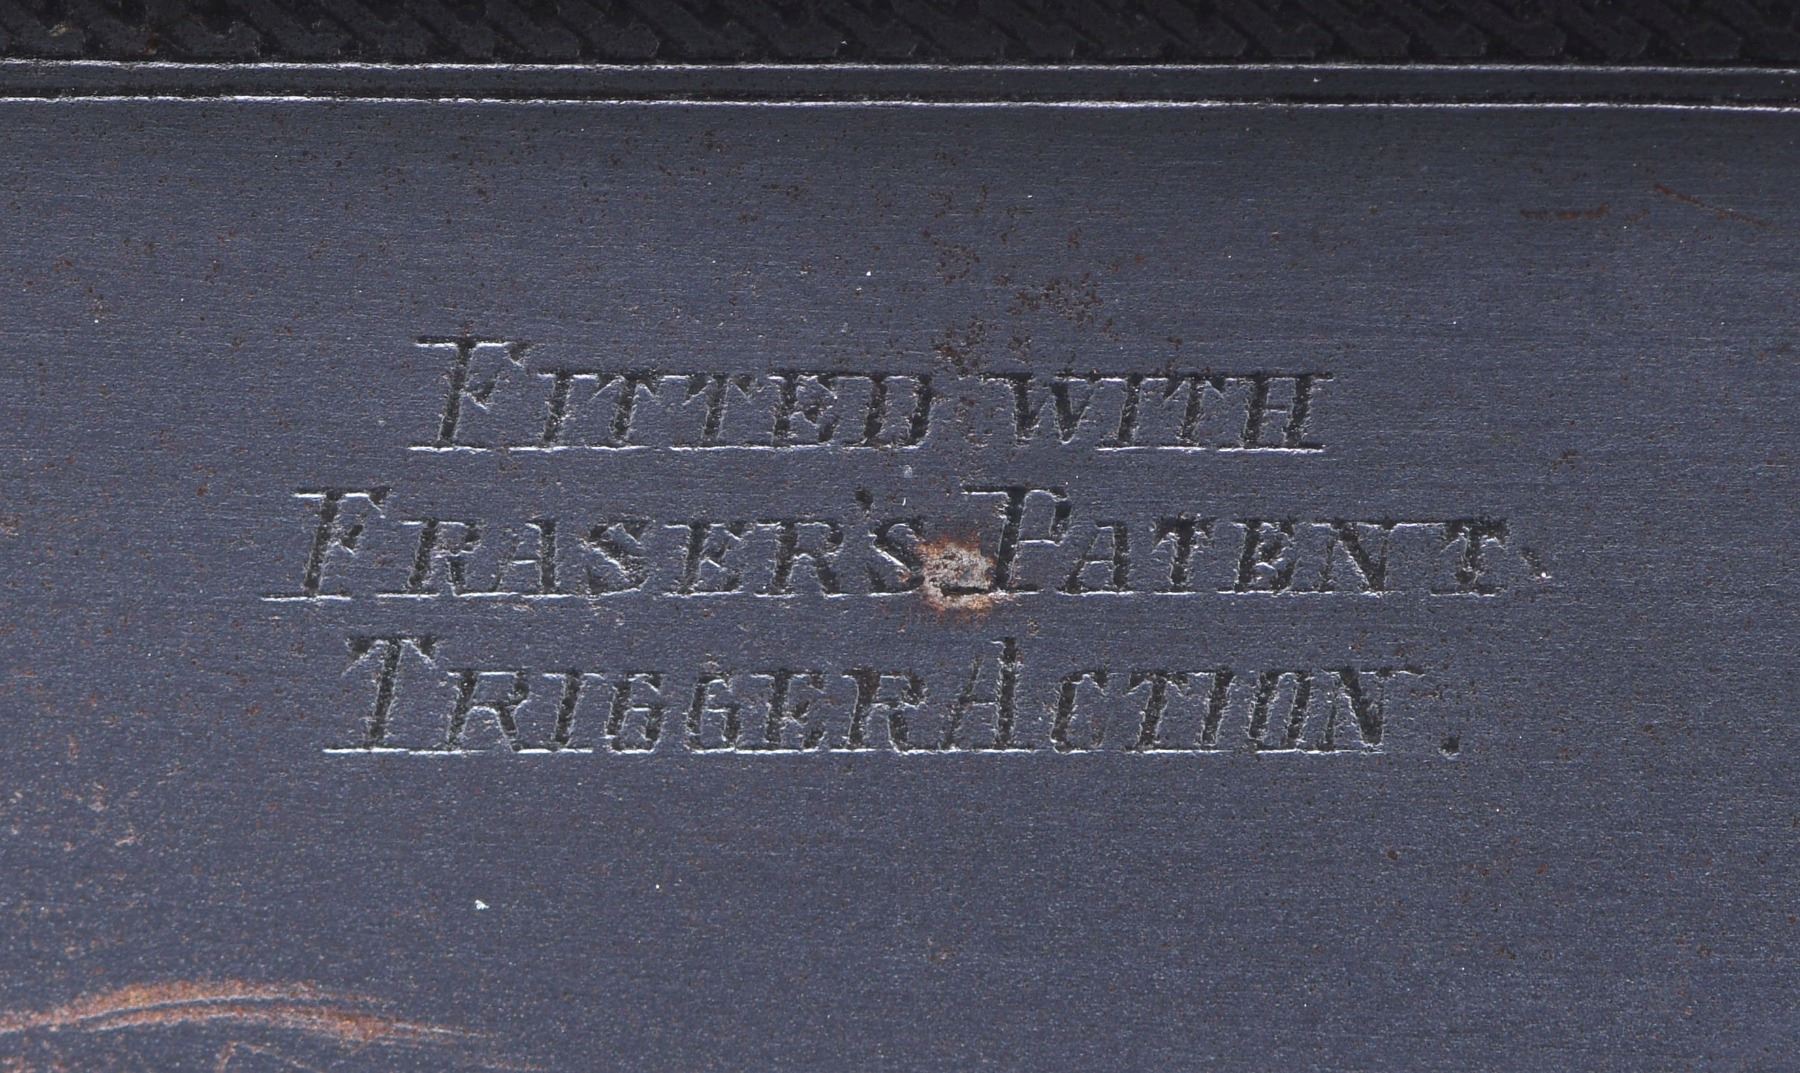 FITTED WITH
FRASER'S PATENT
TRIGGER ACTION.